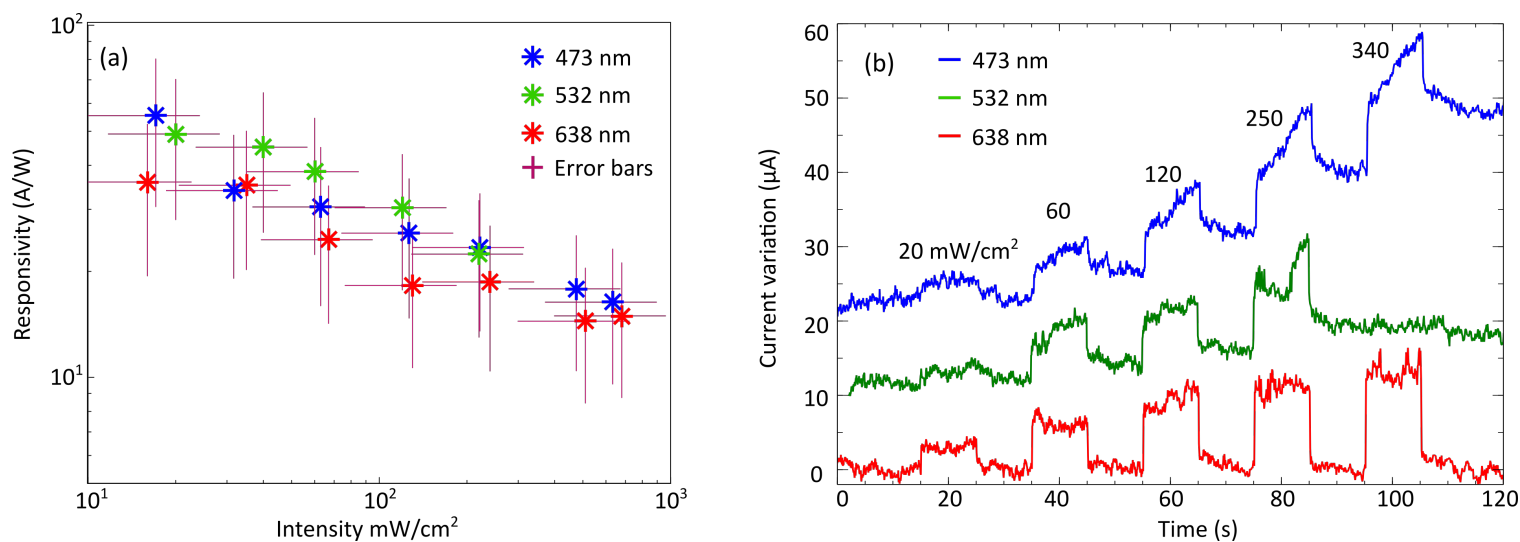 (a)
10²
10¹
Responsivity (A/W)
473 nm
532 nm
638 nm
Error bars
10¹
10²
10³
Intensity mW/cm²
(b)
60
50
40
30
20
10
0
Current variation (µA)
473 nm
532 nm
638 nm
20 mW/cm²
60
120
250
340
0
20
40
60
80
100
120
Time (s)